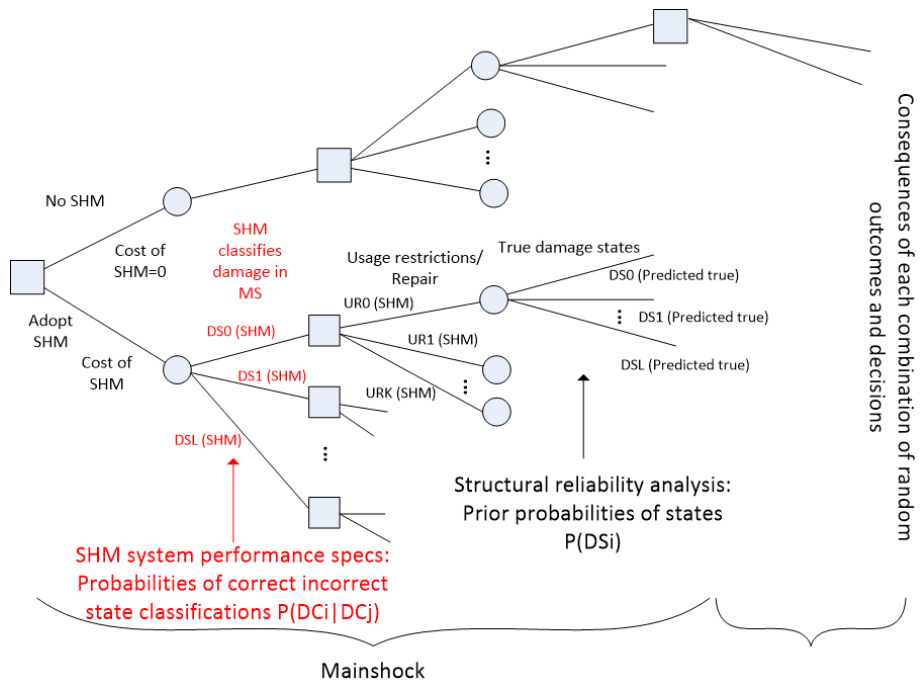 No SHM
Cost of
SHM=0
Adopt
SHM
Cost of
SHM
SHM
classifies
damage in
MS
DS0 (SHM)
DS1 (SHM)
DSL (SHM)
Usage restrictions/
Repair
UR0 (SHM)
UR1 (SHM)
URK (SHM)
True damage states
DS0 (Predicted true)
DS1 (Predicted true)
DSL (Predicted true)
Structural reliability analysis:
Prior probabilities of states
P(DSi)
SHM system performance specs:
Probabilities of correct incorrect
state classifications P(DCi|DCj)
Mainshock
Consequences of each combination of random
outcomes and decisions